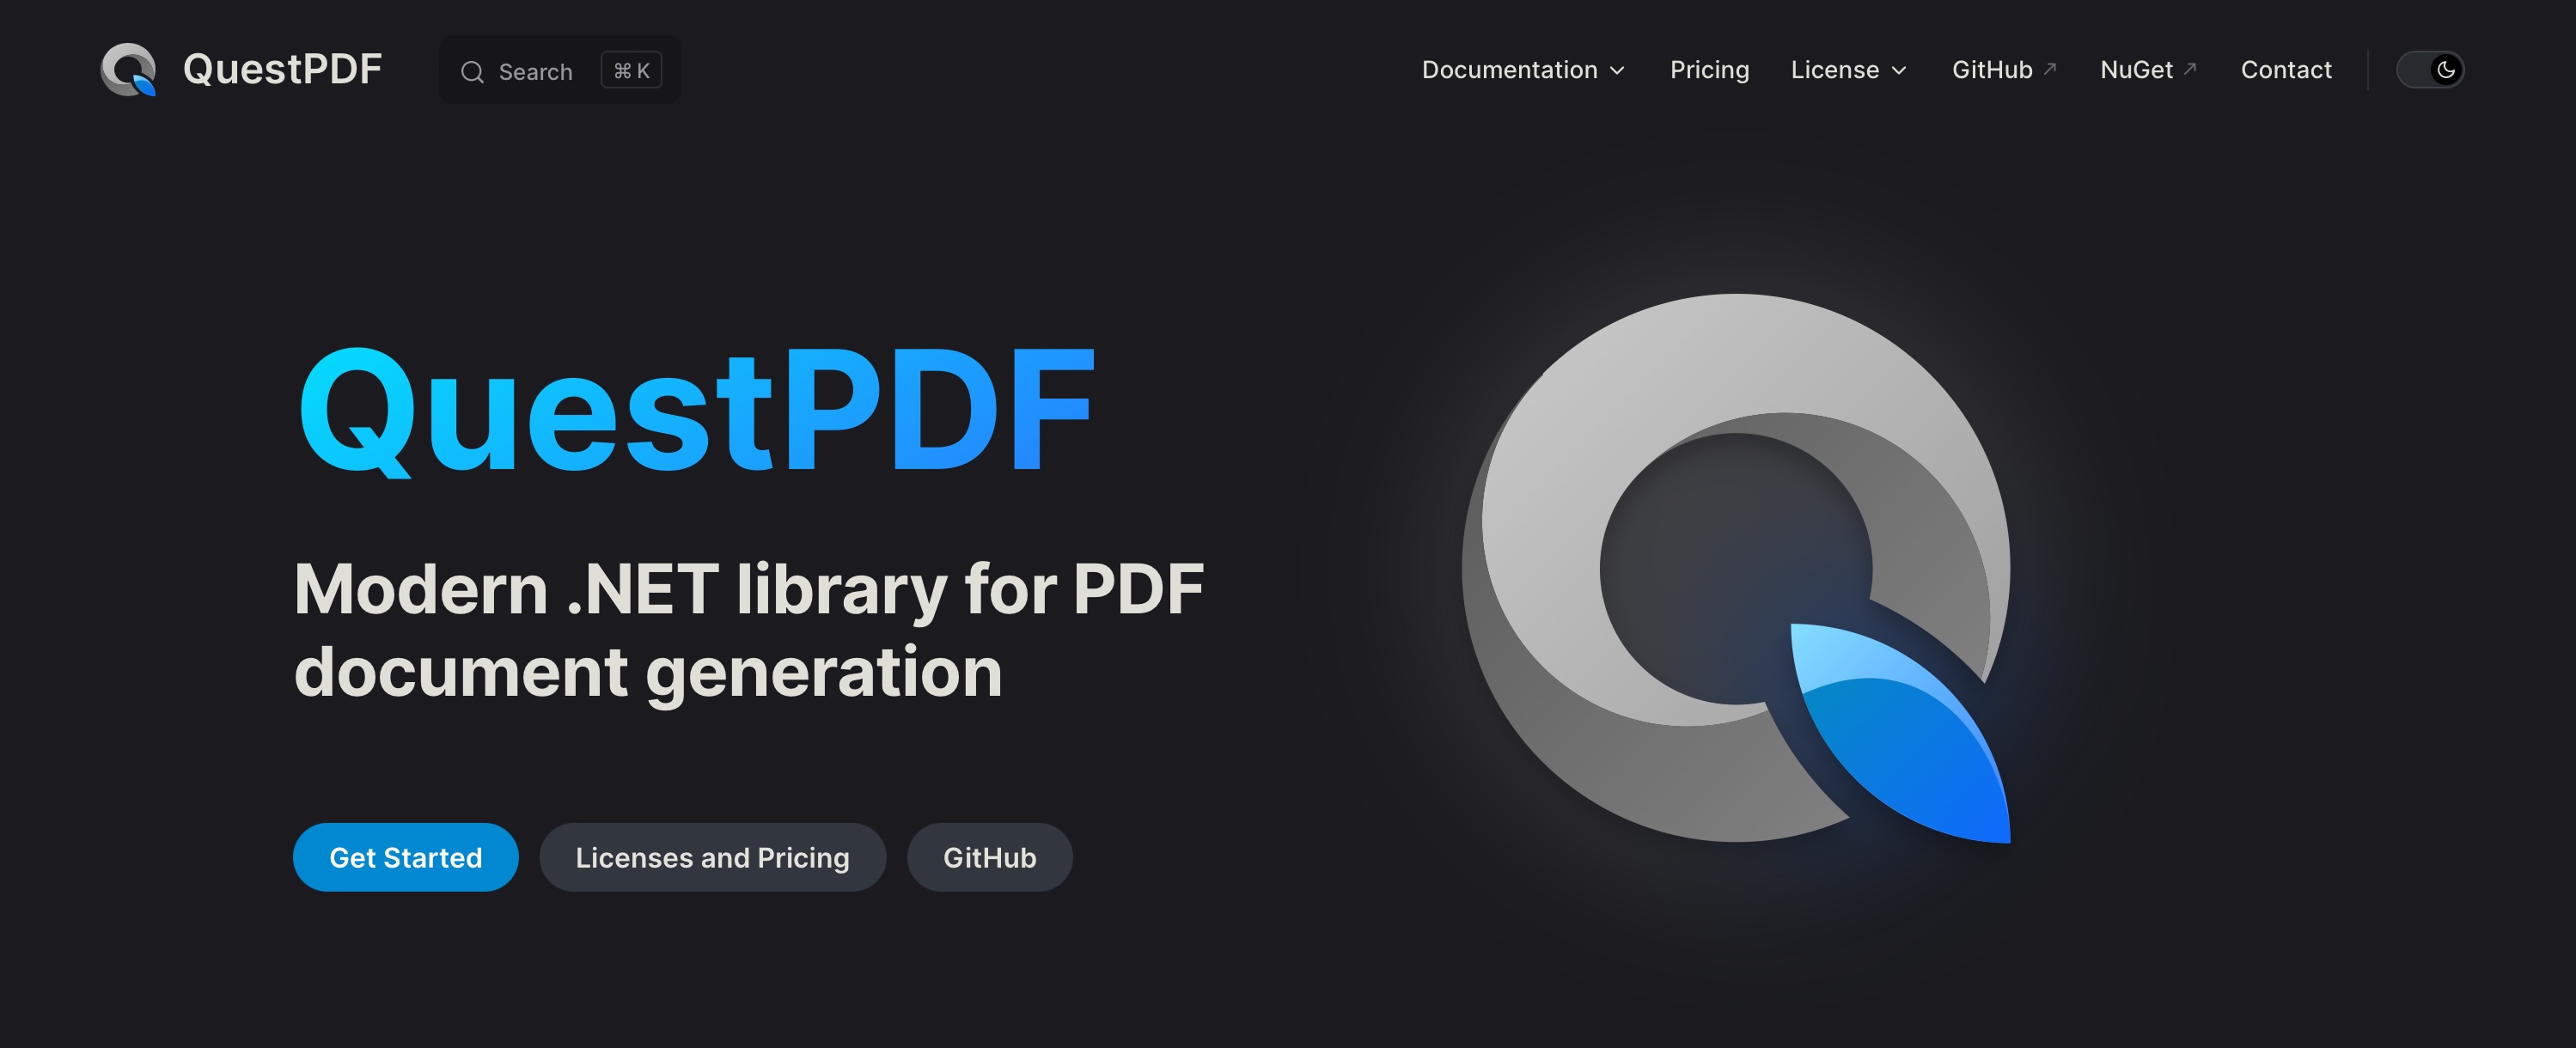 QuestPDF
Search ⌘ K
Documentation Pricing License GitHub NuGet Contact
QuestPDF
Modern .NET library for PDF
document generation
Get Started Licenses and Pricing GitHub